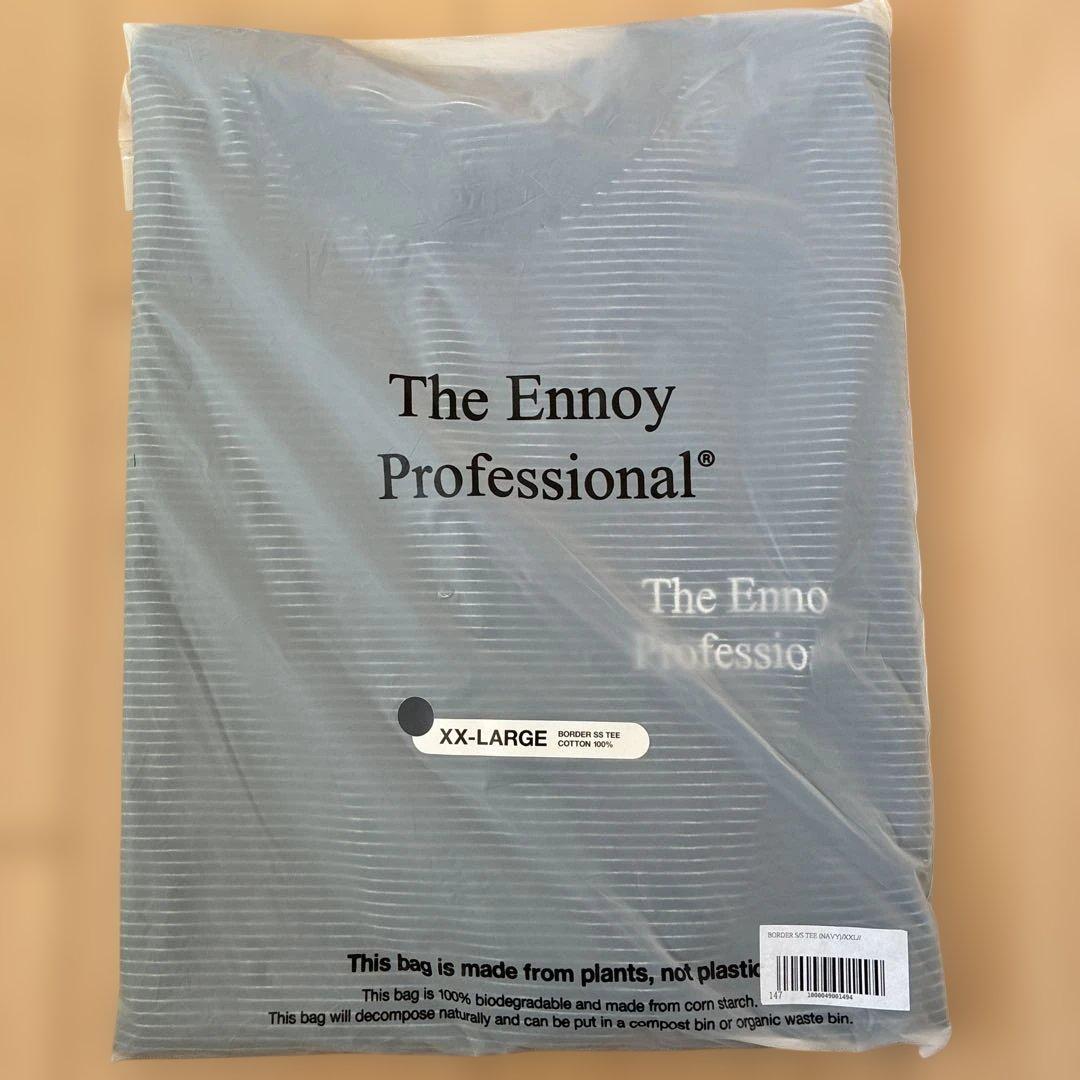 The Ennoy
Professional®
The Enno
Professio
XX-LARGE
BORDER SS TEE
COTTON 100%
BORDER S/S TEE (NAVY)/XXL//
147
1000049001494
This bag is made from plants, not plastic
This bag is 100% biodegradable and made from corn starch.
This bag will decompose naturally and can be put in a compost bin or organic waste bin.